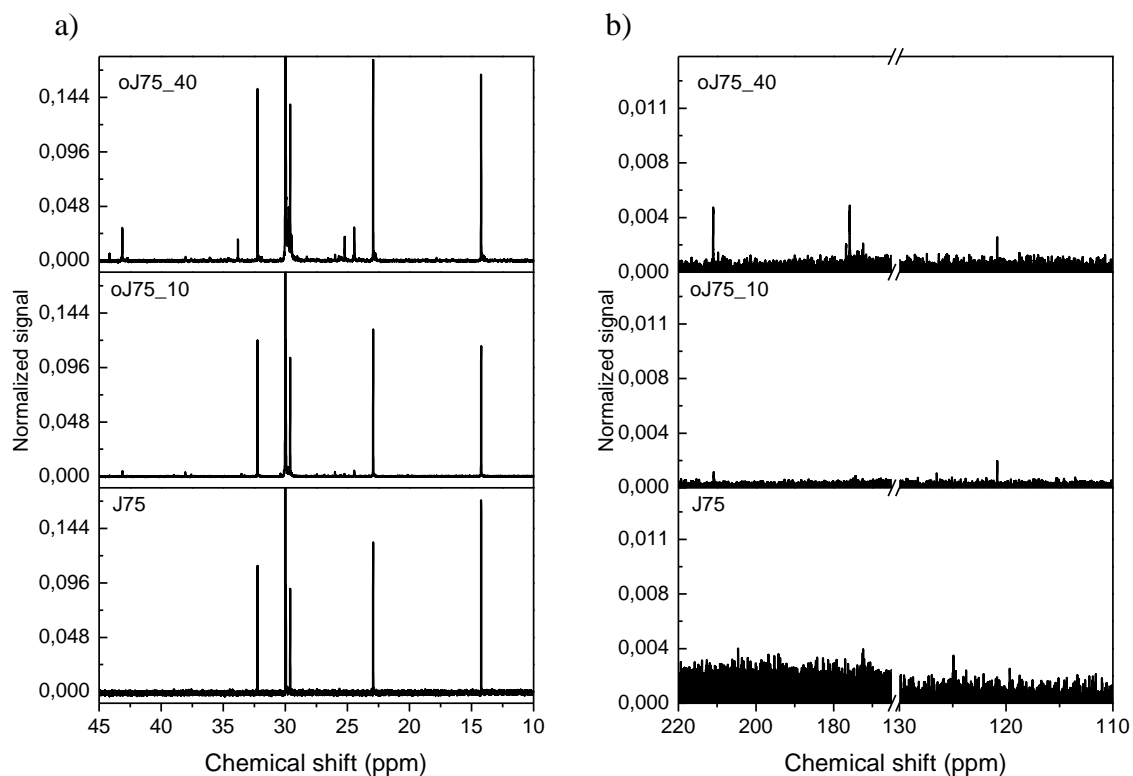 a)
oJ75_40
0,144
0,096
0,048
0,000
oJ75_10
0,144
0,096
0,048
0,000
J75
0,144
0,096
0,048
0,000
Normalized signal
45 40 35 30 25 20 15 10
Chemical shift (ppm)
b)
oJ75_40
0,011
0,008
0,004
0,000
oJ75_10
0,011
0,008
0,004
0,000
J75
0,011
0,008
0,004
0,000
Normalized signal
220 200 180 130 120 110
Chemical shift (ppm)